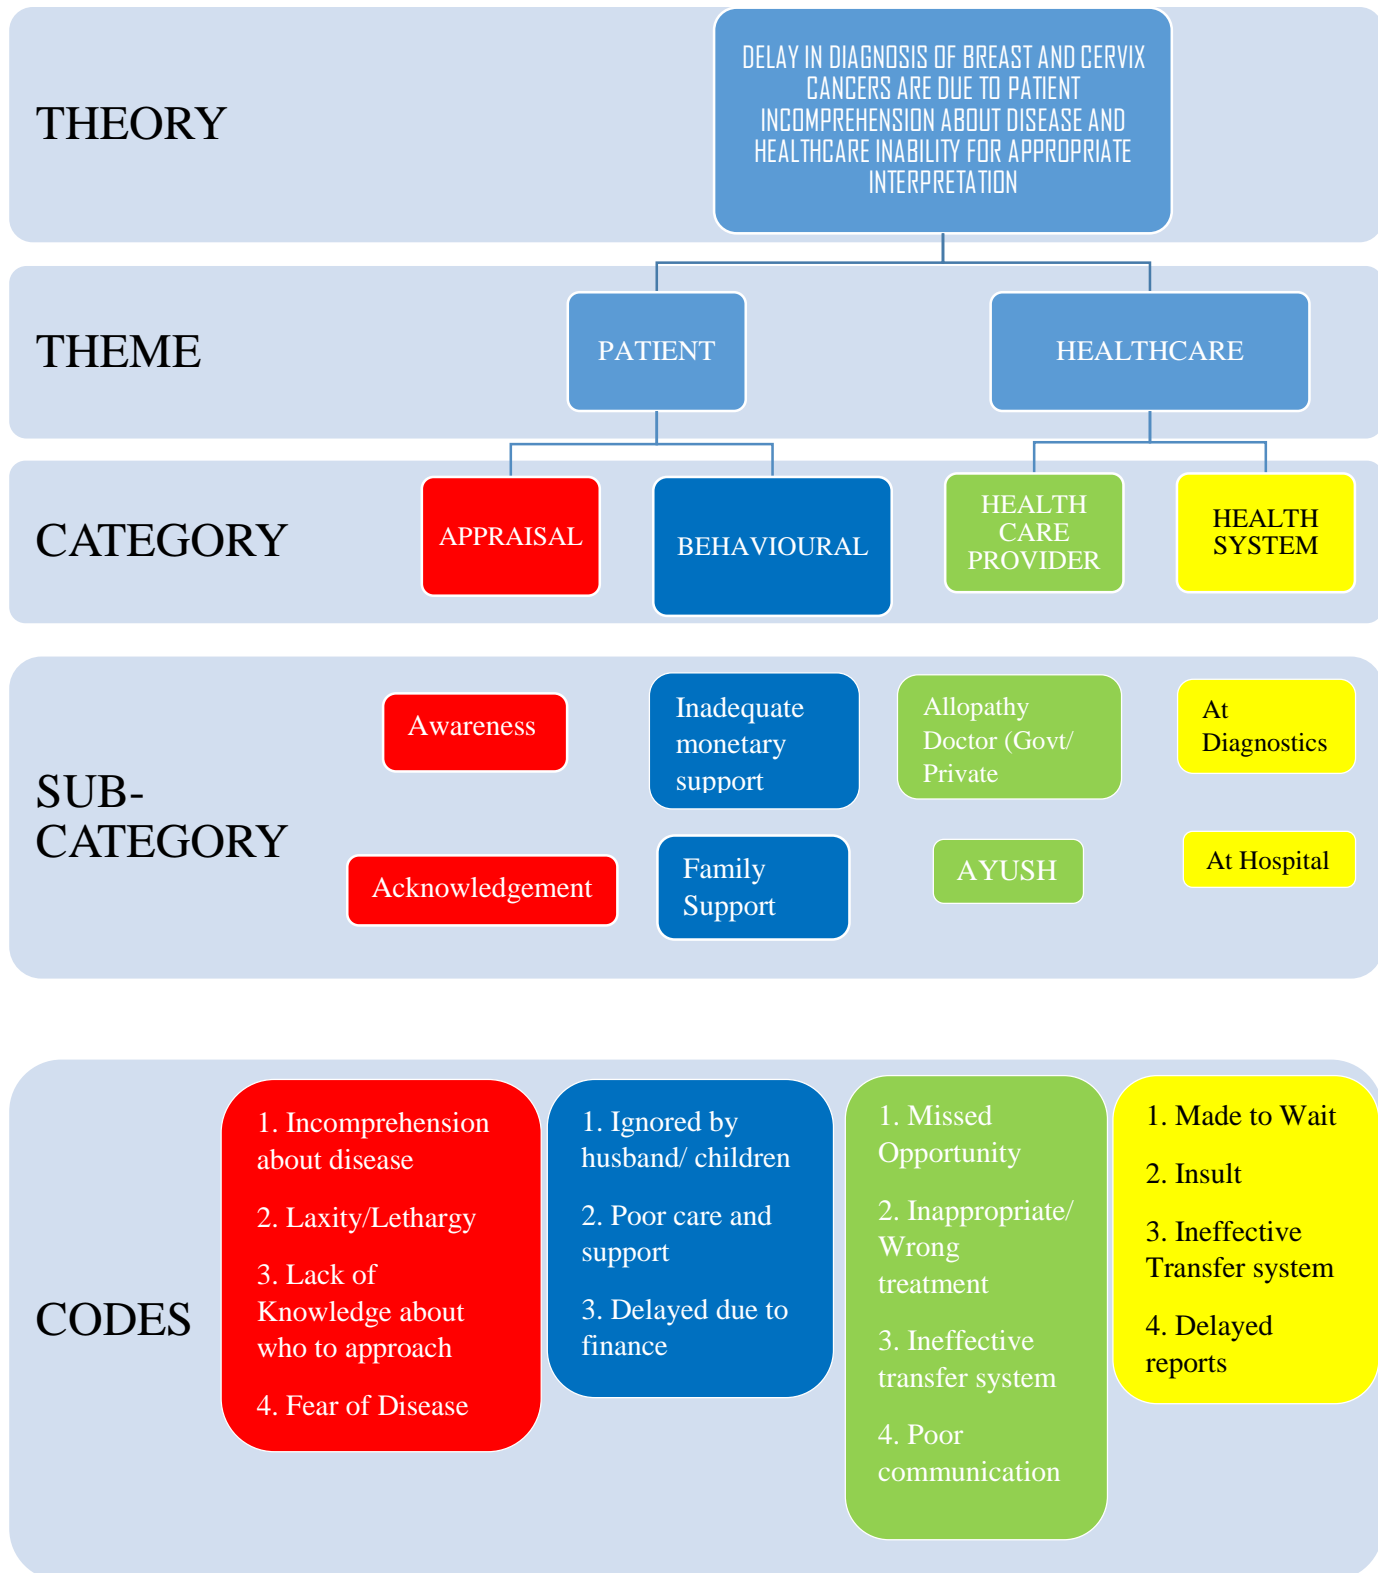 THEORY
DELAY IN DIAGNOSIS OF BREAST AND CERVIX
CANCERS ARE DUE TO PATIENT
INCOMPREHENSION ABOUT DISEASE AND
HEALTHCARE INABILITY FOR APPROPRIATE
INTERPRETATION
THEME
PATIENT
HEALTHCARE
CATEGORY
APPRAISAL
BEHAVIOURAL
HEALTH
CARE
PROVIDER
HEALTH
SYSTEM
SUB-
CATEGORY
Awareness
Inadequate
monetary
support
Allopathy
Doctor (Govt/
Private
At
Diagnostics
Acknowledgement
Family
Support
AYUSH
At Hospital
CODES
1. Incomprehension
about disease
2. Laxity/Lethargy
3. Lack of
Knowledge about
who to approach
4. Fear of Disease
1. Ignored by
husband/ children
2. Poor care and
support
3. Delayed due to
finance
1. Missed
Opportunity
2. Inappropriate/
Wrong
treatment
3. Ineffective
transfer system
4. Poor
communication
1. Made to Wait
2. Insult
3. Ineffective
Transfer system
4. Delayed
reports